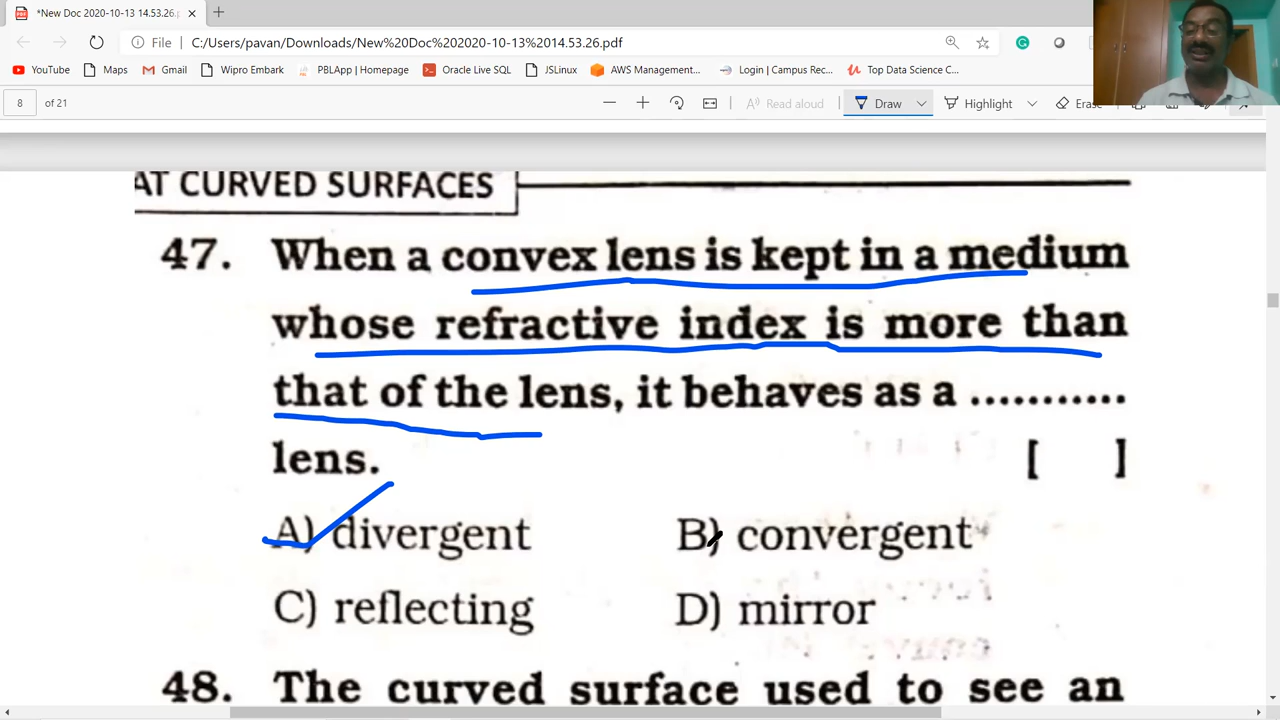 *New Doc 2020-10-13 14.53.26.p
File C:/Users/pavan/Downloads/New%20Doc%202020-10-13%2014.53.26.pdf
YouTube Maps Gmail Wipro Embark PBLApp | Homepage Oracle Live SQL JSLinux AWS Management... Login | Campus Rec... Top Data Science C...
8 of 21 Read aloud Draw Highlight Erase
AT CURVED SURFACES
47. When a convex lens is kept in a medium
whose refractive index is more than
that of the lens, it behaves as a ...........
lens. [ ]
A) divergent B) convergent
C) reflecting D) mirror
48. The curved surface used to see an